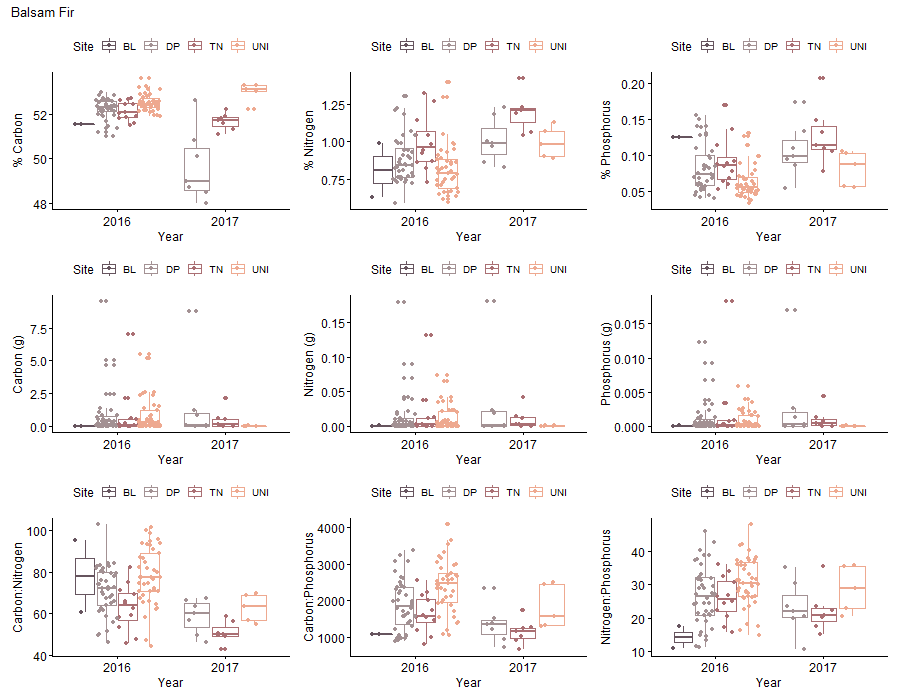 Balsam Fir
Site BL DP TN UNI
% Carbon
52
50
48
2016 2017
Year
Site BL DP TN UNI
% Nitrogen
1.25
1.00
0.75
2016 2017
Year
Site BL DP TN UNI
% Phosphorus
0.20
0.15
0.10
0.05
2016 2017
Year
Site BL DP TN UNI
Carbon (g)
7.5
5.0
2.5
0.0
2016 2017
Year
Site BL DP TN UNI
Nitrogen (g)
0.15
0.10
0.05
0.00
2016 2017
Year
Site BL DP TN UNI
Phosphorus (g)
0.015
0.010
0.005
0.000
2016 2017
Year
Site BL DP TN UNI
Carbon:Nitrogen
100
80
60
40
2016 2017
Year
Site BL DP TN UNI
Carbon:Phosphorus
4000
3000
2000
1000
2016 2017
Year
Site BL DP TN UNI
Nitrogen:Phosphorus
40
30
20
10
2016 2017
Year